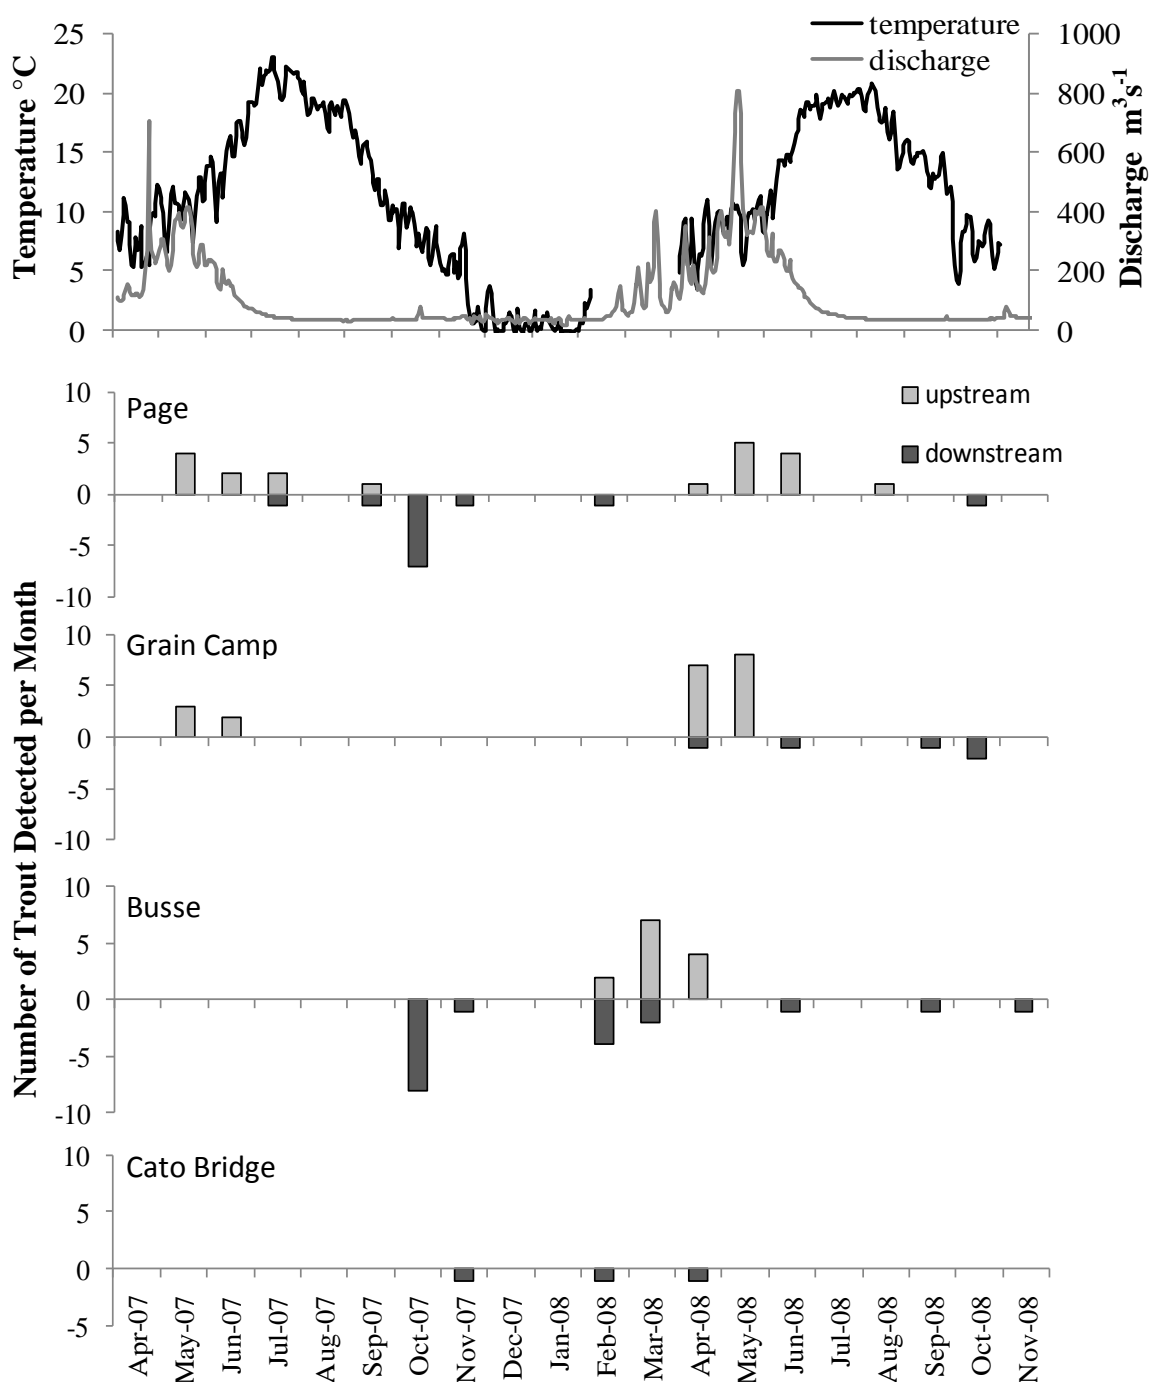 temperature
discharge
Temperature °C
25
20
15
10
5
0
1000
800
600
400
200
0
Discharge m³s⁻¹
Number of Trout Detected per Month
Page
upstream
downstream
10
5
0
-5
-10
Grain Camp
10
5
0
-5
-10
Busse
10
5
0
-5
-10
Cato Bridge
10
5
0
-5
Apr-07
May-07
Jun-07
Jul-07
Aug-07
Sep-07
Oct-07
Nov-07
Dec-07
Jan-08
Feb-08
Mar-08
Apr-08
May-08
Jun-08
Jul-08
Aug-08
Sep-08
Oct-08
Nov-08